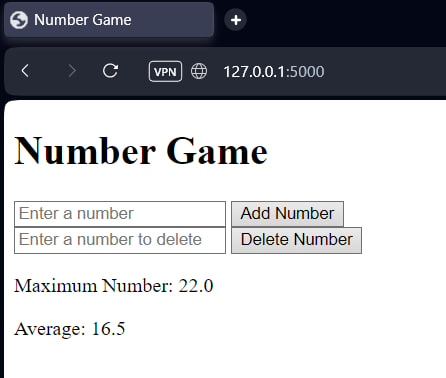 Number Game
VPN 127.0.0.1:5000
Number Game
Enter a number Add Number
Enter a number to delete Delete Number
Maximum Number: 22.0
Average: 16.5